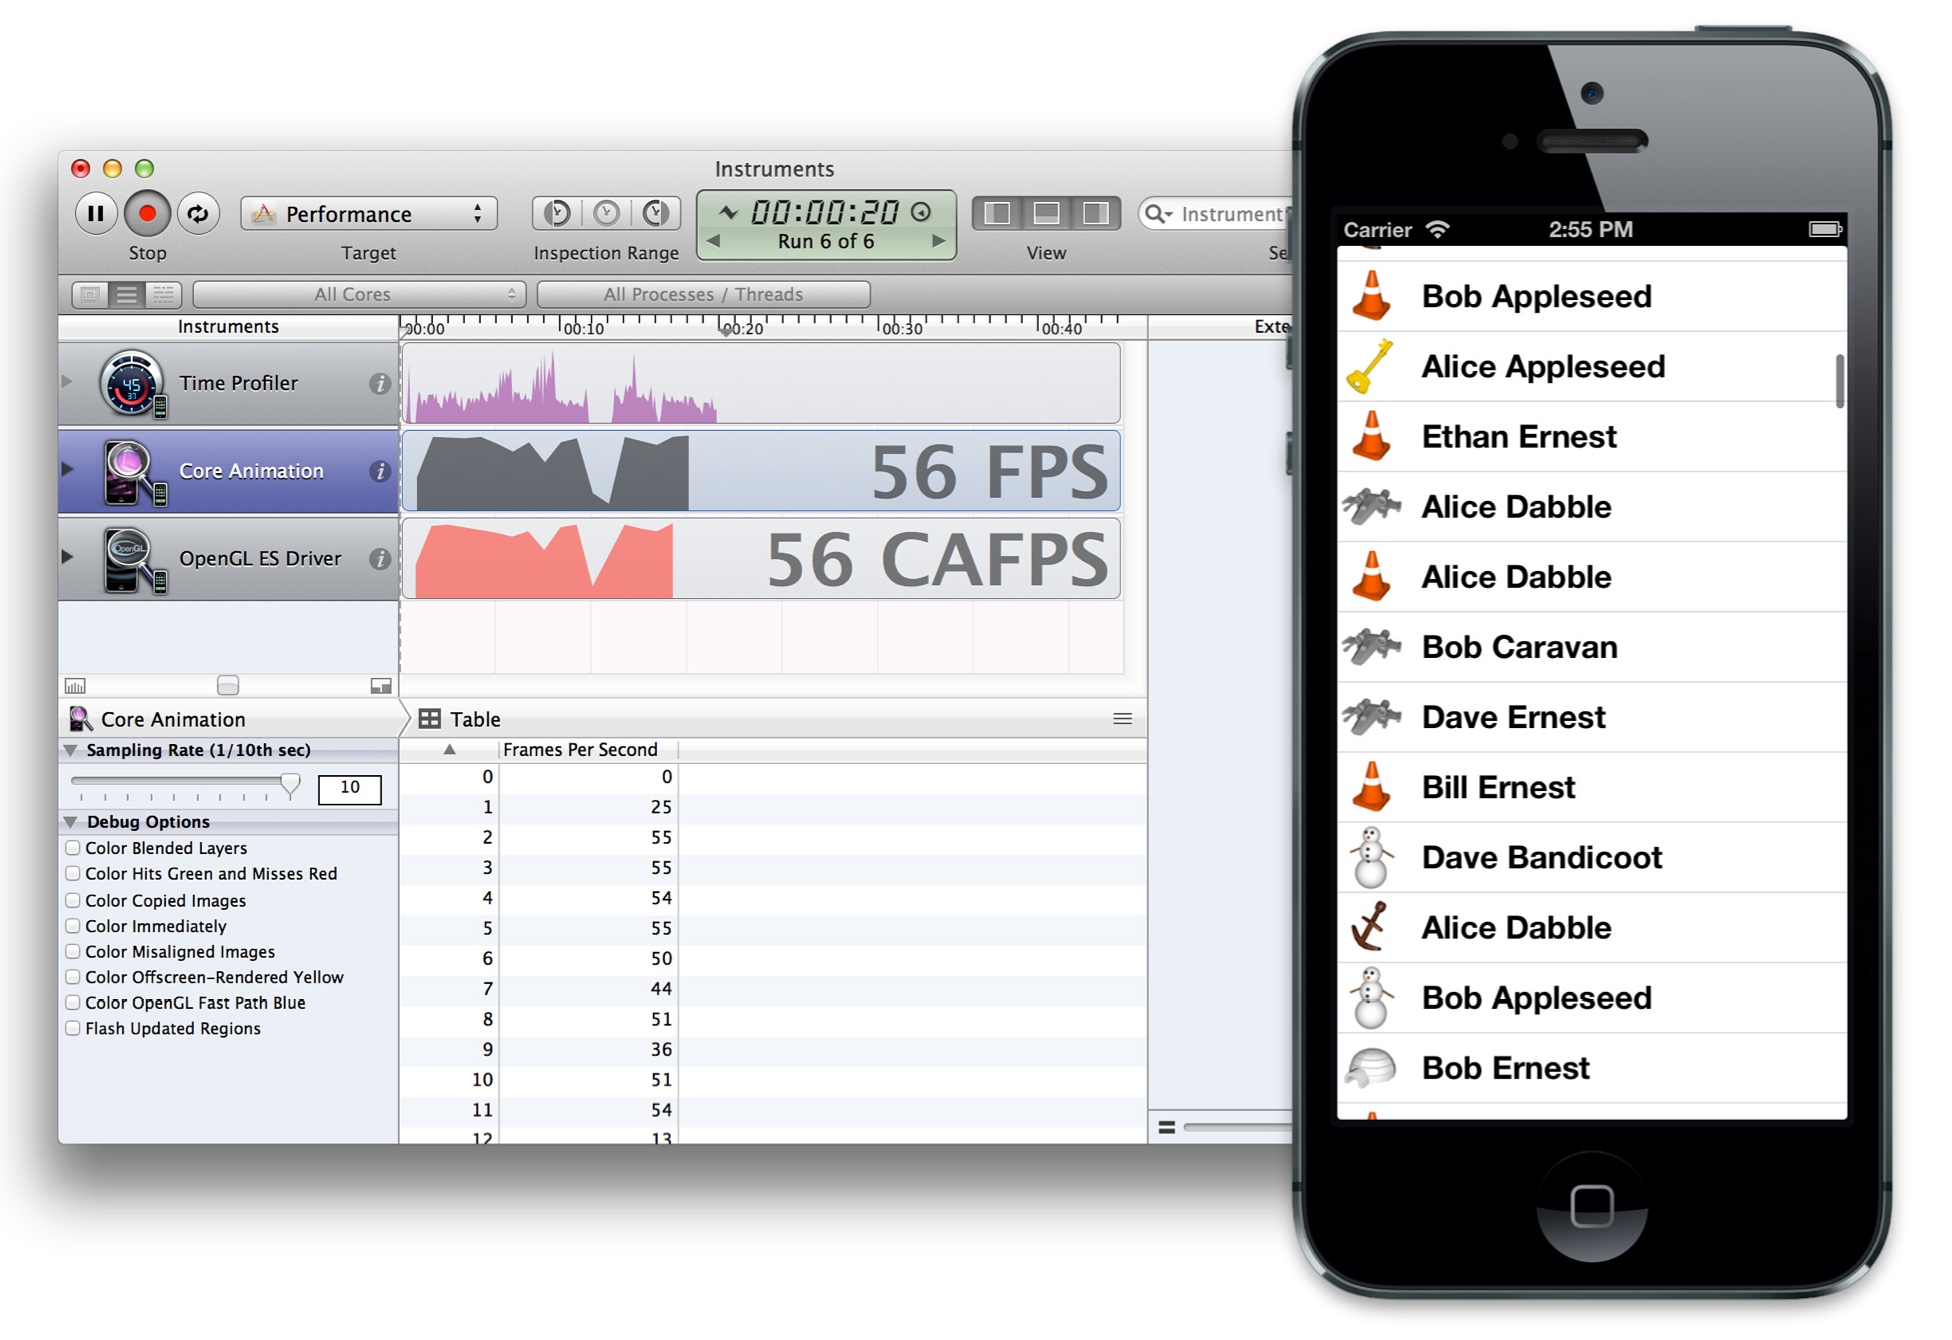 Instruments
Stop
Performance
Target
Inspection Range
00:00:20
Run 6 of 6
View
Instrument
All Cores
All Processes / Threads
Instruments
00:00 00:10 00:20 00:30 00:40
Time Profiler
45
37
Core Animation
56 FPS
OpenGL
OpenGL ES Driver
56 CAFPS
Core Animation
Table
Sampling Rate (1/10th sec)
10
Debug Options
Color Blended Layers
Color Hits Green and Misses Red
Color Copied Images
Color Immediately
Color Misaligned Images
Color Offscreen-Rendered Yellow
Color OpenGL Fast Path Blue
Flash Updated Regions
Frames Per Second
0 0
1 25
2 55
3 55
4 54
5 55
6 50
7 44
8 51
9 36
10 51
11 54
12 13
Carrier 2:55 PM
Bob Appleseed
Alice Appleseed
Ethan Ernest
Alice Dabble
Alice Dabble
Bob Caravan
Dave Ernest
Bill Ernest
Dave Bandicoot
Alice Dabble
Bob Appleseed
Bob Ernest